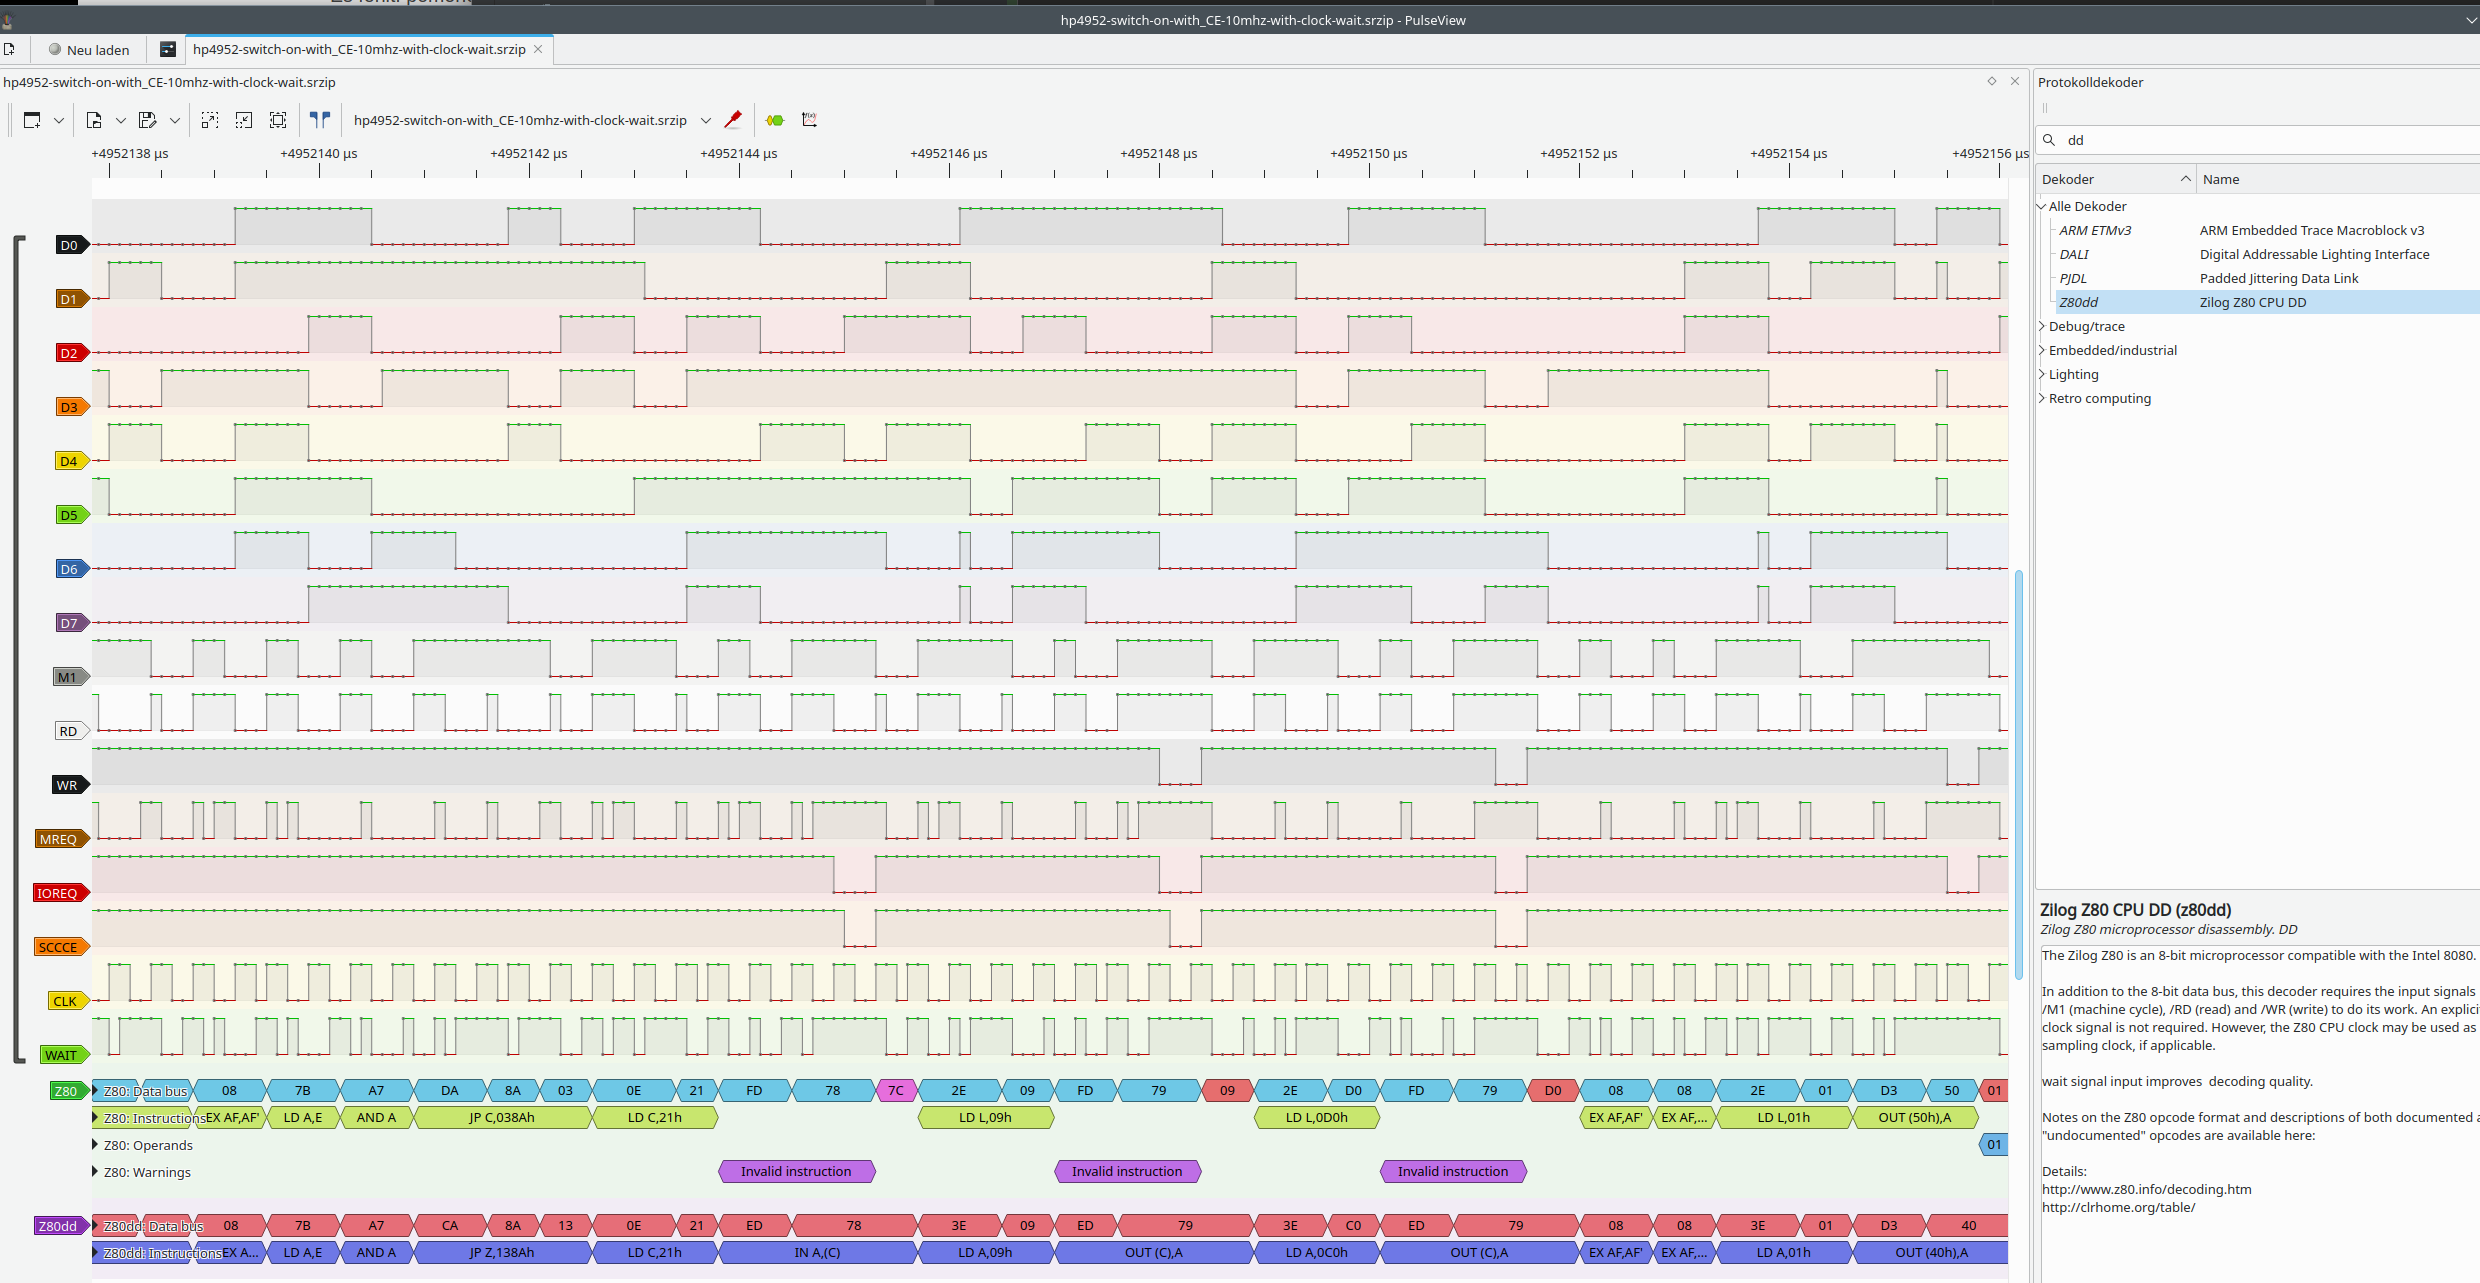 hp4952-switch-on-with_CE-10mhz-with-clock-wait.srzip - PulseView
Neu laden
hp4952-switch-on-with_CE-10mhz-with-clock-wait.srzip
hp4952-switch-on-with_CE-10mhz-with-clock-wait.srzip
hp4952-switch-on-with_CE-10mhz-with-clock-wait.srzip
+4952138 µs +4952140 µs +4952142 µs +4952144 µs +4952146 µs +4952148 µs +4952150 µs +4952152 µs +4952154 µs +4952156 µs
D0
D1
D2
D3
D4
D5
D6
D7
M1
RD
WR
MREQ
IOREQ
SCCCE
CLK
WAIT
Z80 Z80: Data bus 08 7B A7 DA 8A 03 0E 21 FD 78 7C 2E 09 FD 79 09 2E D0 FD 79 D0 08 08 2E 01 D3 50 01
Z80: Instructions EX AF,AF' LD A,E AND A JP C,038Ah LD C,21h LD L,09h LD L,0D0h EX AF,AF' EX AF,... LD L,01h OUT (50h),A
Z80: Operands 01
Z80: Warnings Invalid instruction Invalid instruction Invalid instruction
Z80dd Z80dd: Data bus 08 7B A7 CA 8A 13 0E 21 ED 78 3E 09 ED 79 3E C0 ED 79 08 08 3E 01 D3 40
Z80dd: Instructions EX A... LD A,E AND A JP Z,138Ah LD C,21h IN A,(C) LD A,09h OUT (C),A LD A,0C0h OUT (C),A EX AF,AF' EX AF,... LD A,01h OUT (40h),A
Protokolldekoder
dd
Dekoder Name
Alle Dekoder
ARM ETMv3 ARM Embedded Trace Macroblock v3
DALI Digital Addressable Lighting Interface
PJDL Padded Jittering Data Link
Z80dd Zilog Z80 CPU DD
Debug/trace
Embedded/industrial
Lighting
Retro computing
Zilog Z80 CPU DD (z80dd)
Zilog Z80 microprocessor disassembly. DD
The Zilog Z80 is an 8-bit microprocessor compatible with the Intel 8080.
In addition to the 8-bit data bus, this decoder requires the input signals
/M1 (machine cycle), /RD (read) and /WR (write) to do its work. An explici
clock signal is not required. However, the Z80 CPU clock may be used as
sampling clock, if applicable.
wait signal input improves decoding quality.
Notes on the Z80 opcode format and descriptions of both documented a
"undocumented" opcodes are available here:
Details:
http://www.z80.info/decoding.htm
http://clrhome.org/table/